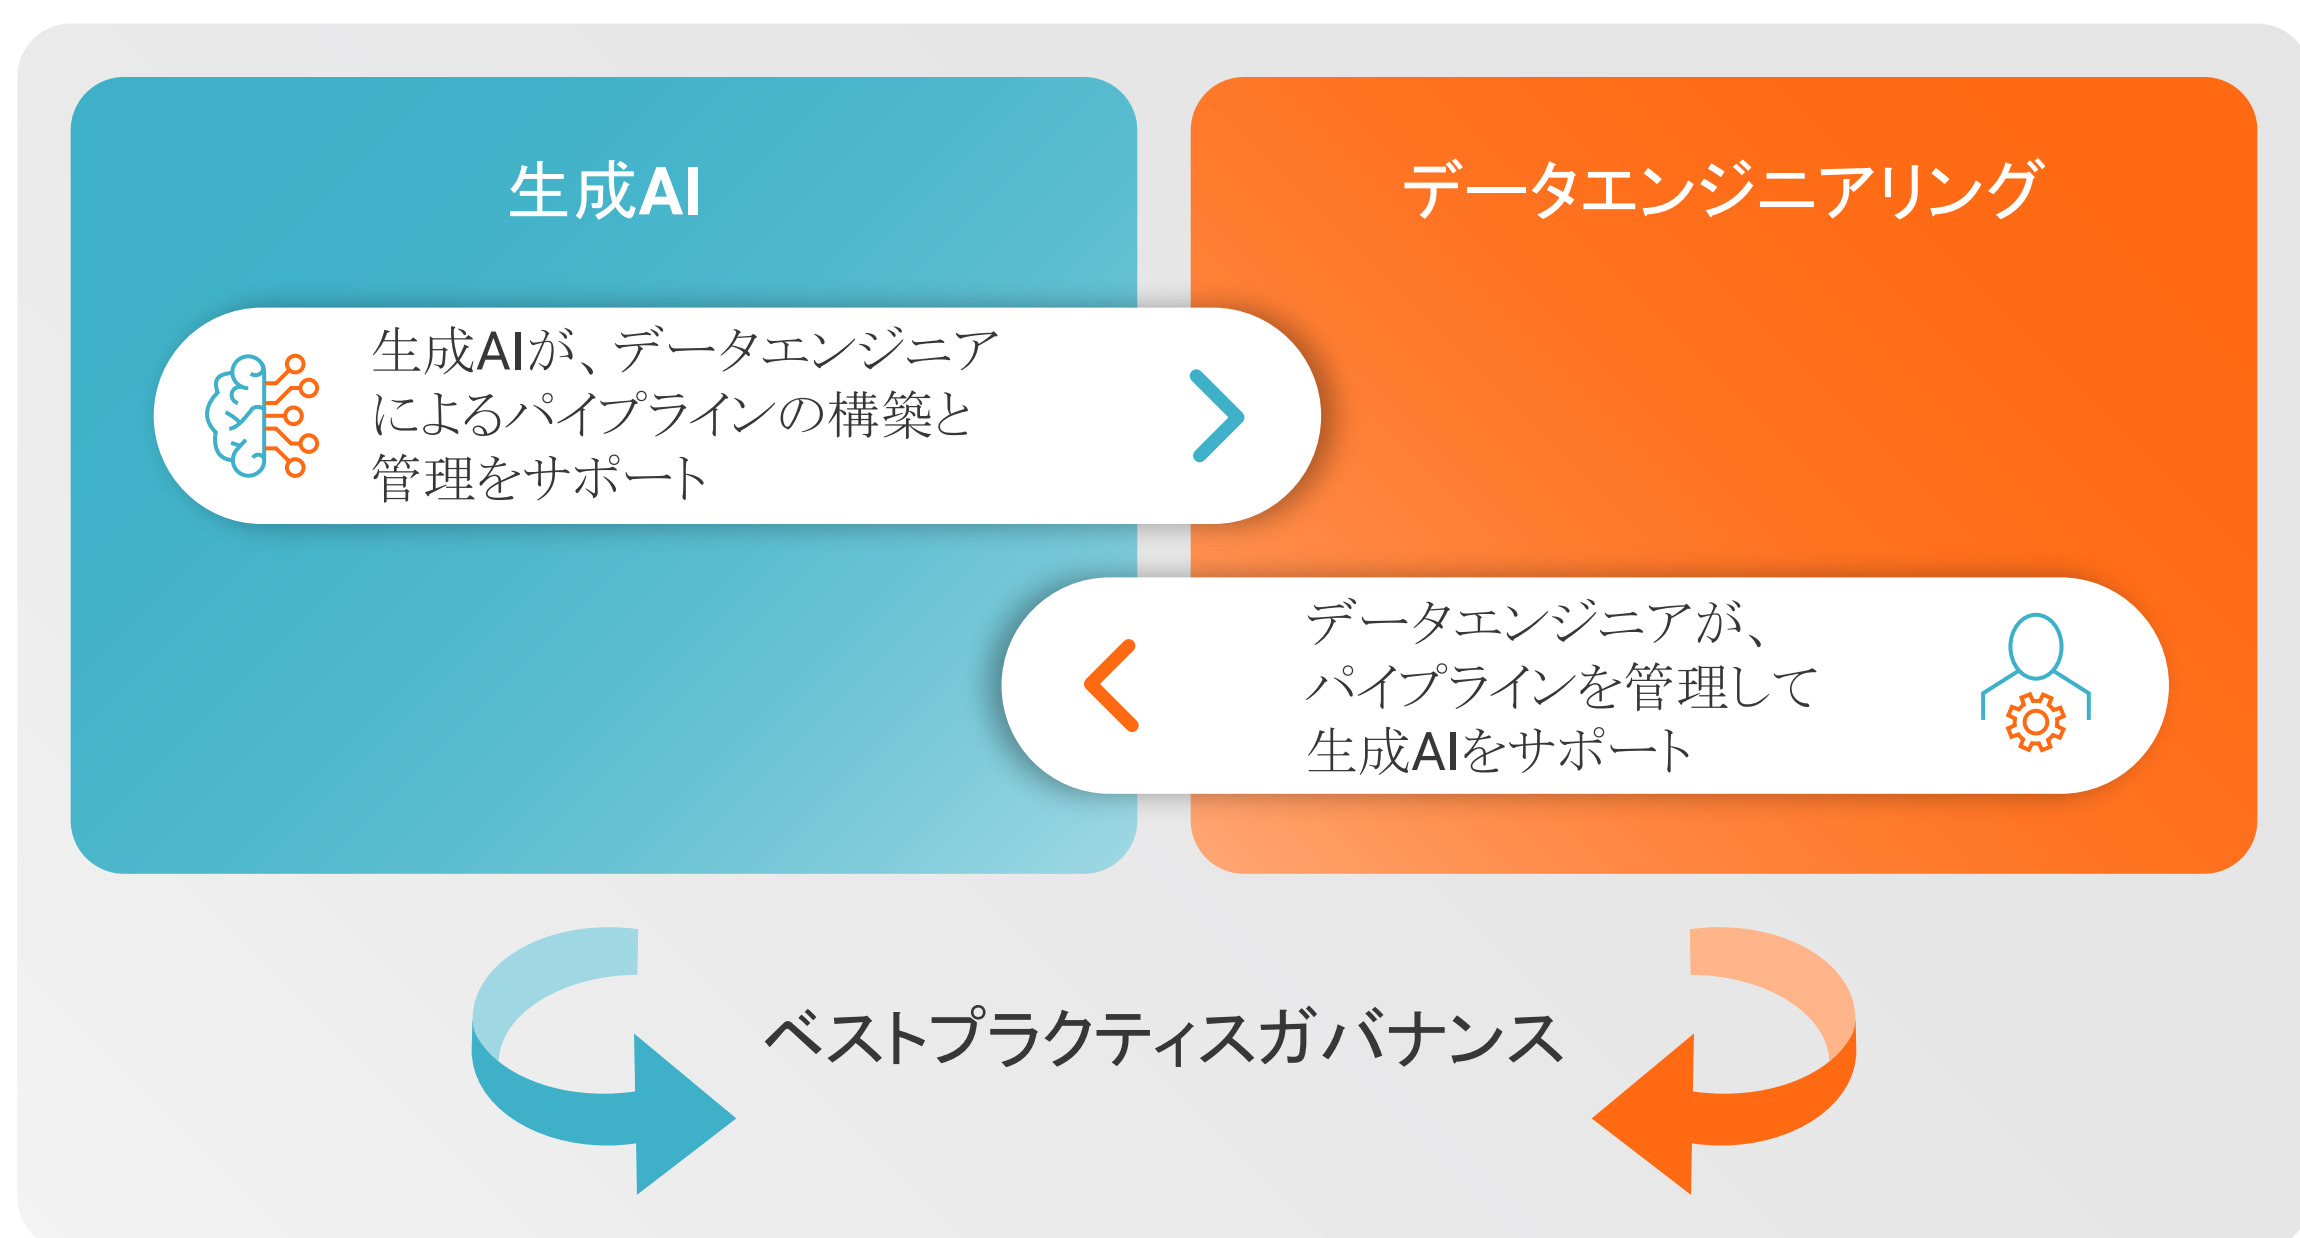 生成AI
データエンジニアリング
生成AIが、データエンジニア
によるパイプラインの構築と
管理をサポート
データエンジニアが、
パイプラインを管理して
生成AIをサポート
ベストプラクティスガバナンス